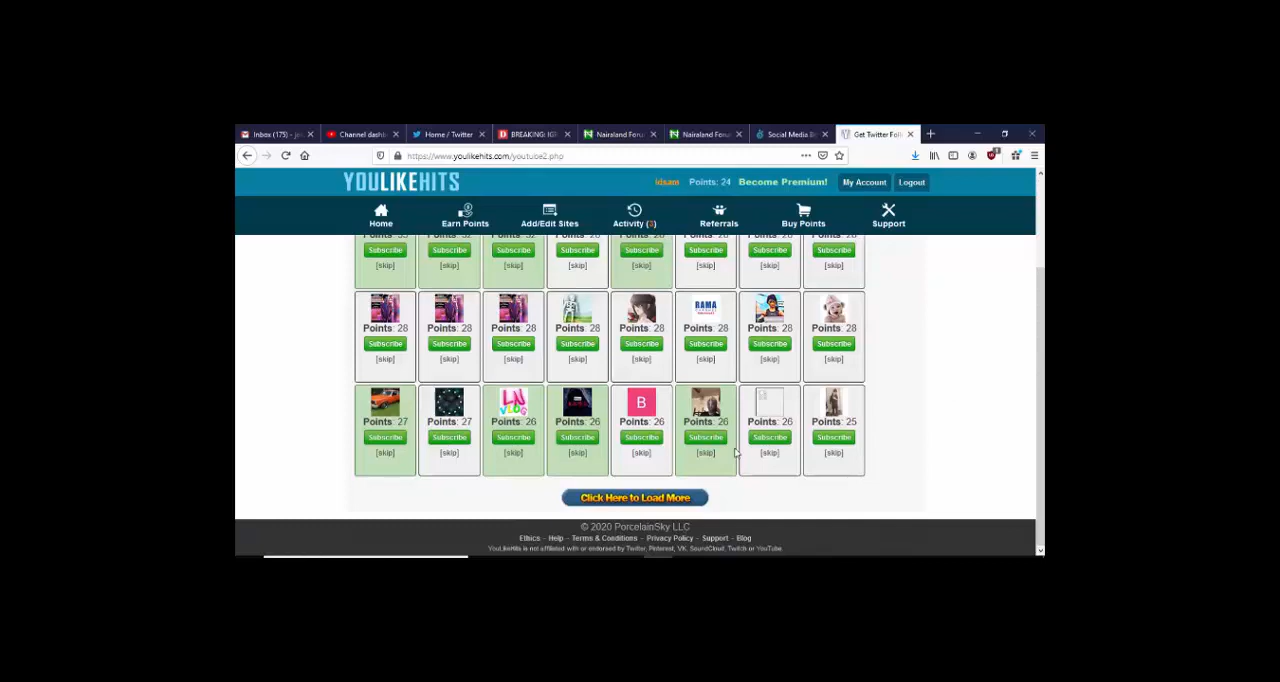 Inbox (175) - jo
Channel dashb
Home / Twitter
BREAKING: IGP
Nairaland Foru
Nairaland Foru
Social Media B
Get Twitter Foll
https://www.youlikehits.com/youtube2.php
YOULIKEHITS
idsam Points: 24 Become Premium! My Account Logout
Home Earn Points Add/Edit Sites Activity (3) Referrals Buy Points Support
Subscribe Subscribe Subscribe Subscribe Subscribe Subscribe Subscribe Subscribe
[skip] [skip] [skip] [skip] [skip] [skip] [skip] [skip]
RAMA
Points: 28 Points: 28 Points: 28 Points: 28 Points: 28 Points: 28 Points: 28 Points: 28
Subscribe Subscribe Subscribe Subscribe Subscribe Subscribe Subscribe Subscribe
[skip] [skip] [skip] [skip] [skip] [skip] [skip] [skip]
LN VLOG B
Points: 27 Points: 27 Points: 26 Points: 26 Points: 26 Points: 26 Points: 26 Points: 25
Subscribe Subscribe Subscribe Subscribe Subscribe Subscribe Subscribe Subscribe
[skip] [skip] [skip] [skip] [skip] [skip] [skip] [skip]
Click Here to Load More
© 2020 PorcelainSky LLC
Ethics - Help - Terms & Conditions - Privacy Policy - Support - Blog
YouLikeHits is not affiliated with or endorsed by Twitter, Pinterest, VK, SoundCloud, Twitch or YouTube.